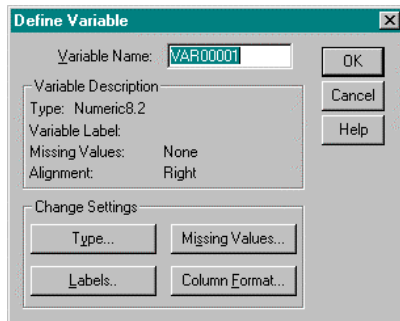 Define Variable
Variable Name: VAR00001
OK
Cancel
Help
Variable Description
Type: Numeric8.2
Variable Label:
Missing Values: None
Alignment: Right
Change Settings
Type... Missing Values...
Labels.. Column Format...